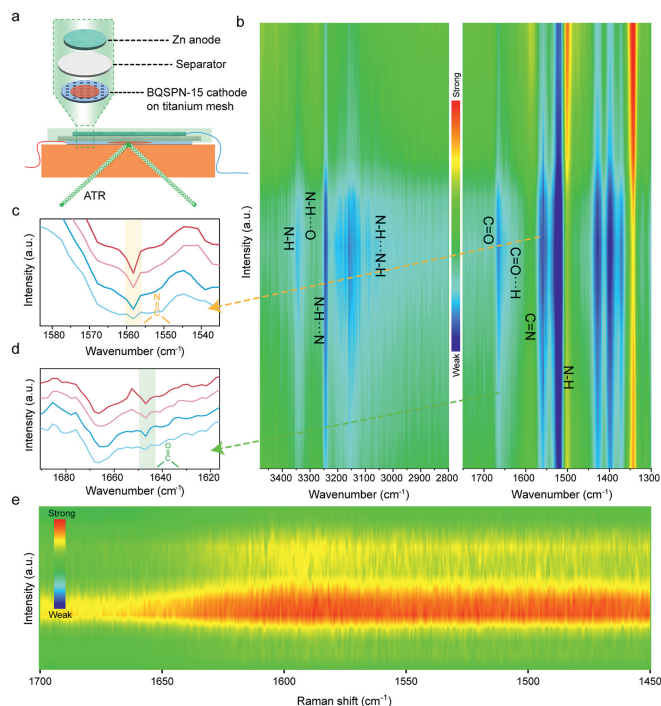 a
Zn anode
Separator
BQSPN-15 cathode
on titanium mesh
ATR
b
Intensity (a.u.)
N-H
N-H···O
N-H···N
N-H···N-H
Strong
Weak
C=O
C=O···H
C=N
N-H
3400 3200 3000 2800
Wavenumber (cm-1)
1700 1600 1500 1400 1300
Wavenumber (cm-1)
c
Intensity (a.u.)
N
C
1580 1570 1560 1550 1540
Wavenumber (cm-1)
d
Intensity (a.u.)
O
C
1680 1660 1640 1620
Wavenumber (cm-1)
e
Intensity (a.u.)
Strong
Weak
1700 1650 1600 1550 1500 1450
Raman shift (cm-1)